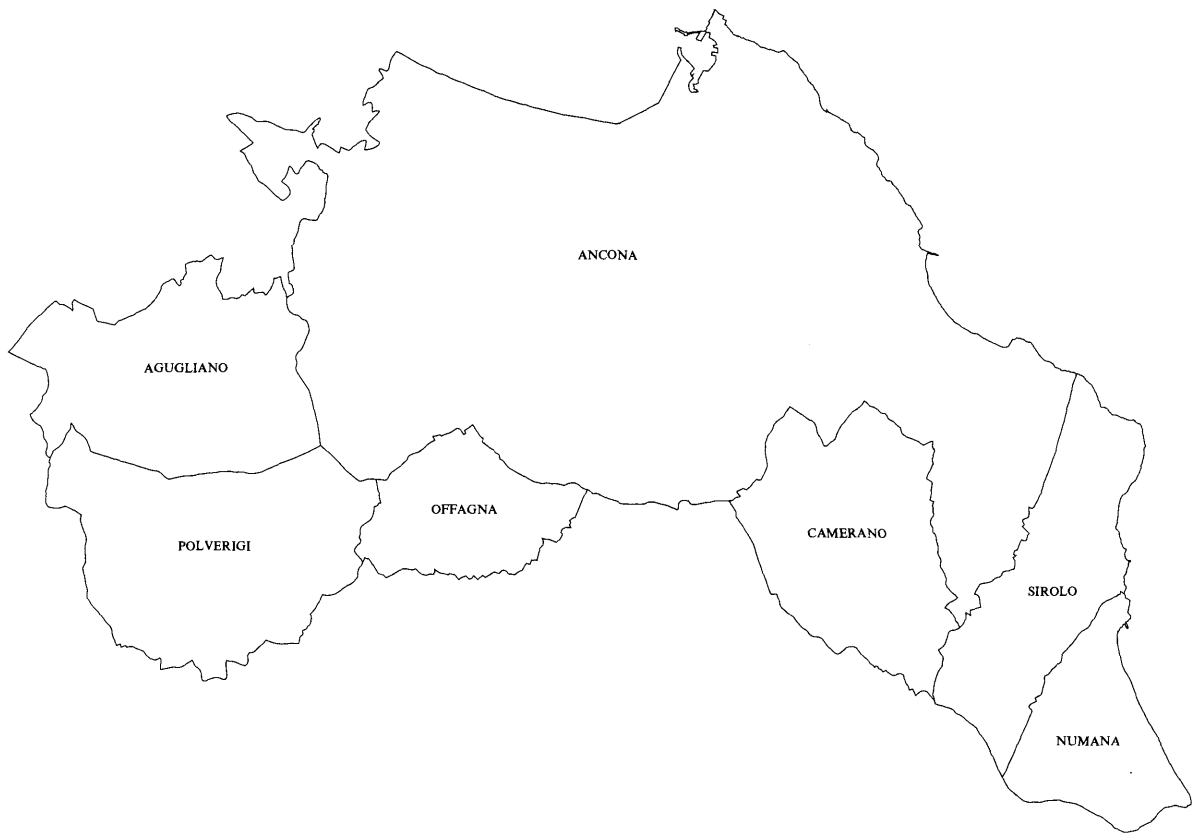 ANCONA
AGUGLIANO
OFFAGNA
CAMERANO
POLVERIGI
SIROLO
NUMANA